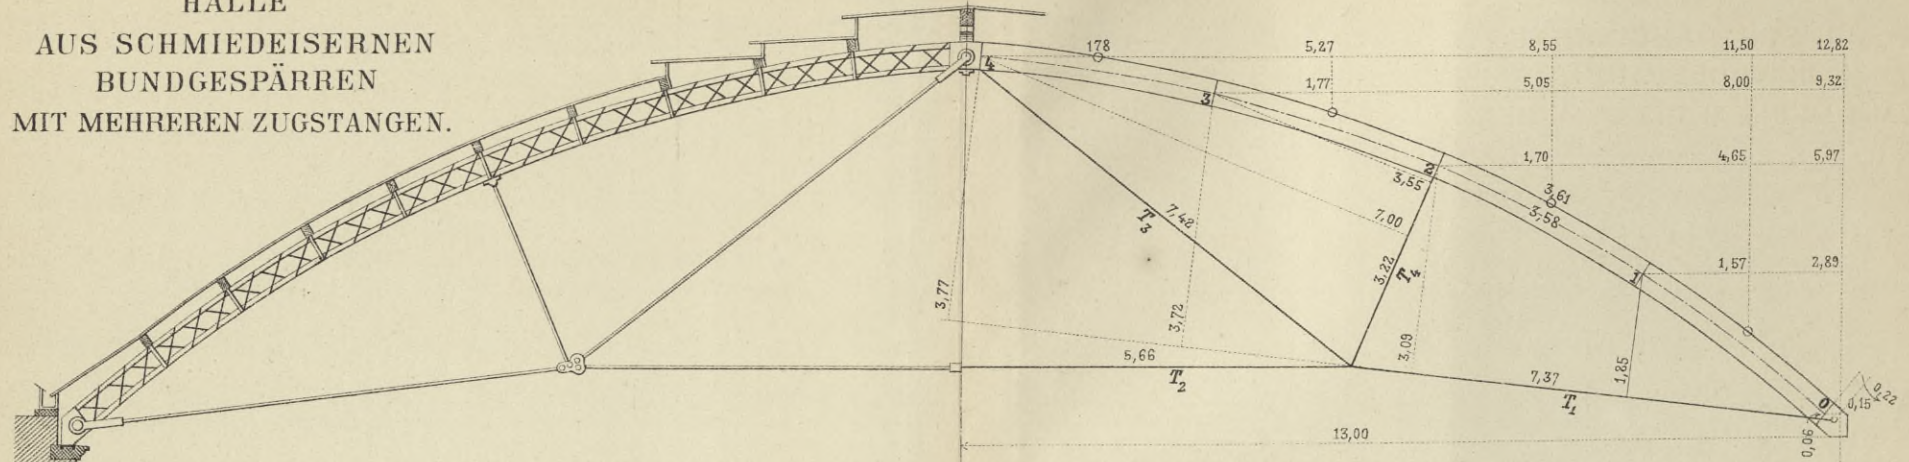 HALLE
AUS SCHMIEDEISERNEN
BUNDGESPÄRREN
MIT MEHREREN ZUGSTANGEN.
178 5,27 8,55 11,50 12,82
4
1,77 5,05 8,00 9,32
3
1,70 4,65 5,97
2
3,55
3,61
3,58
7,00
T3
7,42
3,22
T4
1,57 2,89
1
3,77
3,72
3,09
1,85
5,66
T2
7,37
T1
0
0,22
0,15
0,06
13,00